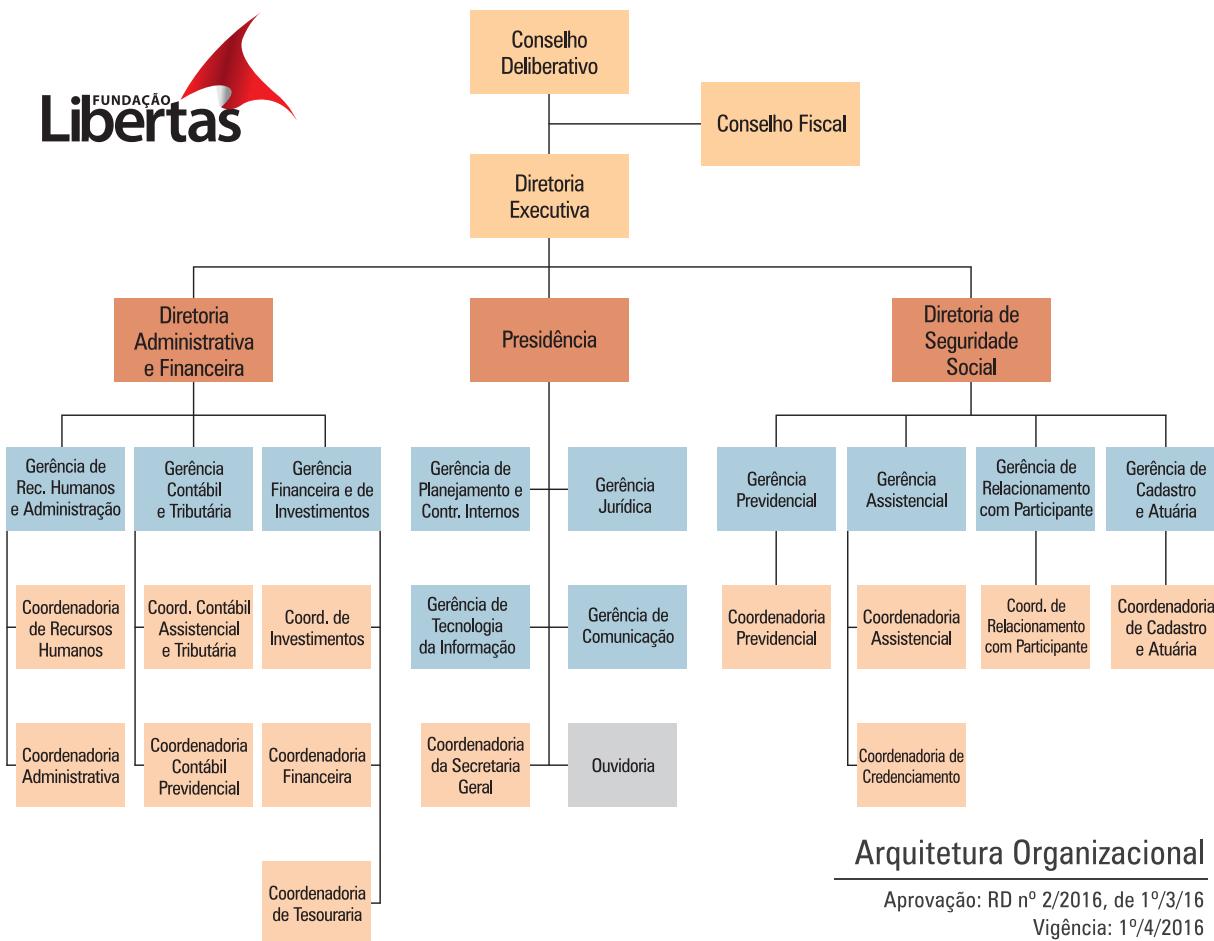 FUNDAÇÃO
Libertas
Conselho
Deliberativo
Conselho Fiscal
Diretoria
Executiva
Diretoria
Administrativa
e Financeira
Presidência
Diretoria de
Seguridade
Social
Gerência de
Rec. Humanos
e Administração
Gerência
Contábil
e Tributária
Gerência
Financeira e de
Investimentos
Gerência de
Planejamento e
Contr. Internos
Gerência
Jurídica
Gerência
Previdencial
Gerência
Assistencial
Gerência de
Relacionamento
com Participante
Gerência de
Cadastro
e Atuária
Coordenadoria
de Recursos
Humanos
Coord. Contábil
Assistencial
e Tributária
Coord. de
Investimentos
Gerência de
Tecnologia
da Informação
Gerência de
Comunicação
Coordenadoria
Previdencial
Coordenadoria
Assistencial
Coord. de
Relacionamento
com Participante
Coordenadoria
de Cadastro
e Atuária
Coordenadoria
Administrativa
Coordenadoria
Contábil
Previdencial
Coordenadoria
Financeira
Coordenadoria
da Secretaria
Geral
Ouvidoria
Coordenadoria de
Credenciamento
Coordenadoria
de Tesouraria
Arquitetura Organizacional
Aprovação: RD nº 2/2016, de 1º/3/16
Vigência: 1º/4/2016